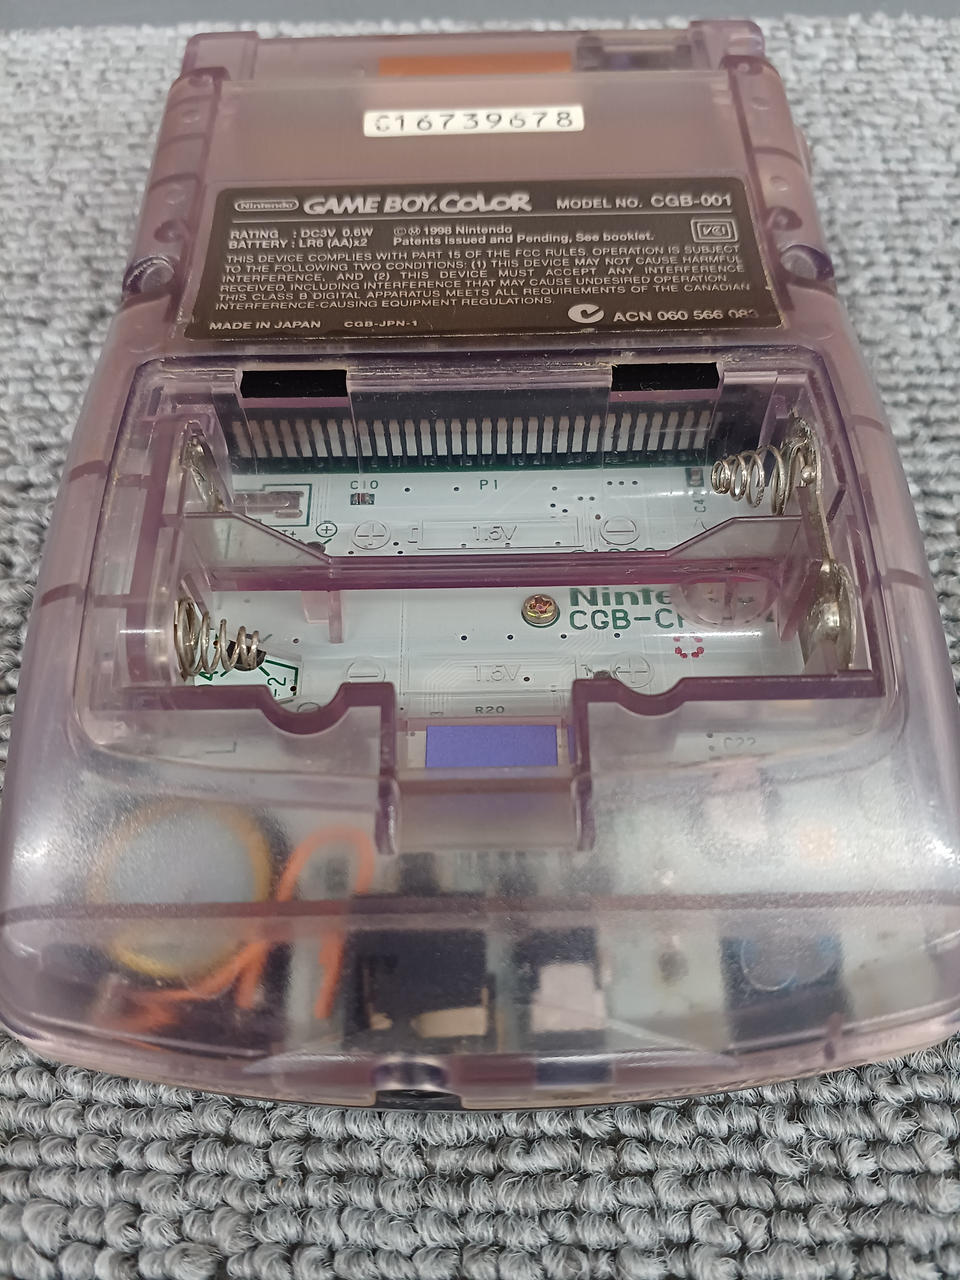 C16739678
Nintendo GAME BOY COLOR MODEL NO. CGB-001
RATING : DC3V 0.6W ©Ⓜ 1998 Nintendo
BATTERY : LR6 (AA)x2 Patents Issued and Pending, See booklet. VCI
THIS DEVICE COMPLIES WITH PART 15 OF THE FCC RULES. OPERATION IS SUBJECT
TO THE FOLLOWING TWO CONDITIONS: (1) THIS DEVICE MAY NOT CAUSE HARMFUL
INTERFERENCE, AND (2) THIS DEVICE MUST ACCEPT ANY INTERFERENCE
RECEIVED, INCLUDING INTERFERENCE THAT MAY CAUSE UNDESIRED OPERATION
THIS CLASS B DIGITAL APPARATUS MEETS ALL REQUIREMENTS OF THE CANADIAN
INTERFERENCE-CAUSING EQUIPMENT REGULATIONS.
MADE IN JAPAN CGB-JPN-1 ACN 060 566 083
C10 P1
+ 1.5V −
Ninte
CGB-C
− 1.5V +
R20
C22